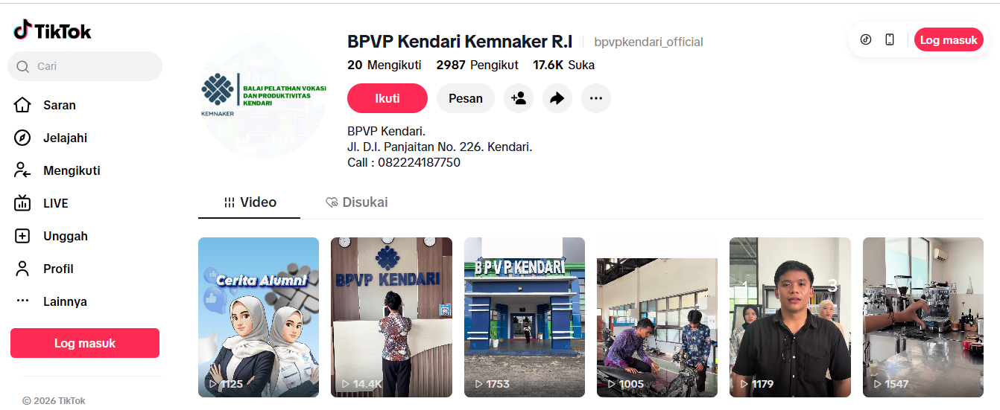 TikTok
Cari
Saran
Jelajahi
Mengikuti
LIVE
Unggah
Profil
Lainnya
Log masuk
© 2026 TikTok
BPVP Kendari Kemnaker R.I
bpvpkendari_official
20 Mengikuti 2987 Pengikut 17.6K Suka
Ikuti
Pesan
BPVP Kendari.
Jl. D.I. Panjaitan No. 226. Kendari.
Call : 082224187750
Log masuk
BALAI PELATIHAN VOKASI
DAN PRODUKTIVITAS
KENDARI
KEMNAKER
Video
Disukai
Cerita Alumni
1125
BPVP KENDARI
14.4K
BPVP KENDARI
1753
1005
1 3
1179
1547